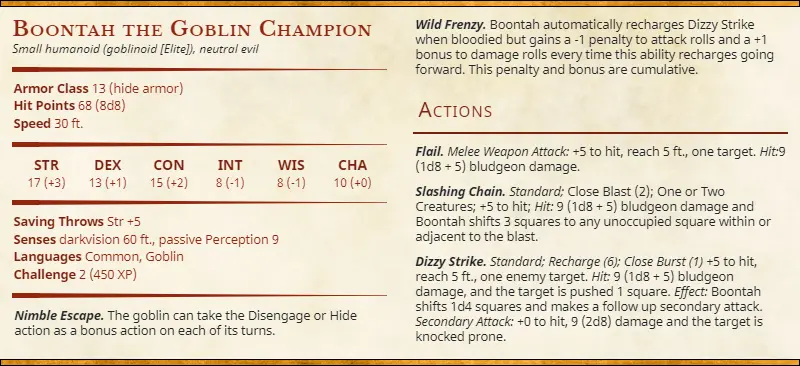 Boontah the Goblin Champion
Small humanoid (goblinoid [Elite]), neutral evil
Armor Class 13 (hide armor)
Hit Points 68 (8d8)
Speed 30 ft.
STR DEX CON INT WIS CHA
17 (+3) 13 (+1) 15 (+2) 8 (-1) 8 (-1) 10 (+0)
Saving Throws Str +5
Senses darkvision 60 ft., passive Perception 9
Languages Common, Goblin
Challenge 2 (450 XP)
Nimble Escape. The goblin can take the Disengage or Hide
action as a bonus action on each of its turns.
Wild Frenzy. Boontah automatically recharges Dizzy Strike
when bloodied but gains a -1 penalty to attack rolls and a +1
bonus to damage rolls every time this ability recharges going
forward. This penalty and bonus are cumulative.
Actions
Flail. Melee Weapon Attack: +5 to hit, reach 5 ft., one target. Hit:9
(1d8 + 5) bludgeon damage.
Slashing Chain. Standard; Close Blast (2); One or Two
Creatures; +5 to hit; Hit: 9 (1d8 + 5) bludgeon damage and
Boontah shifts 3 squares to any unoccupied square within or
adjacent to the blast.
Dizzy Strike. Standard; Recharge (6); Close Burst (1) +5 to hit,
reach 5 ft., one enemy target. Hit: 9 (1d8 + 5) bludgeon
damage, and the target is pushed 1 square. Effect: Boontah
shifts 1d4 squares and makes a follow up secondary attack.
Secondary Attack: +0 to hit, 9 (2d8) damage and the target is
knocked prone.